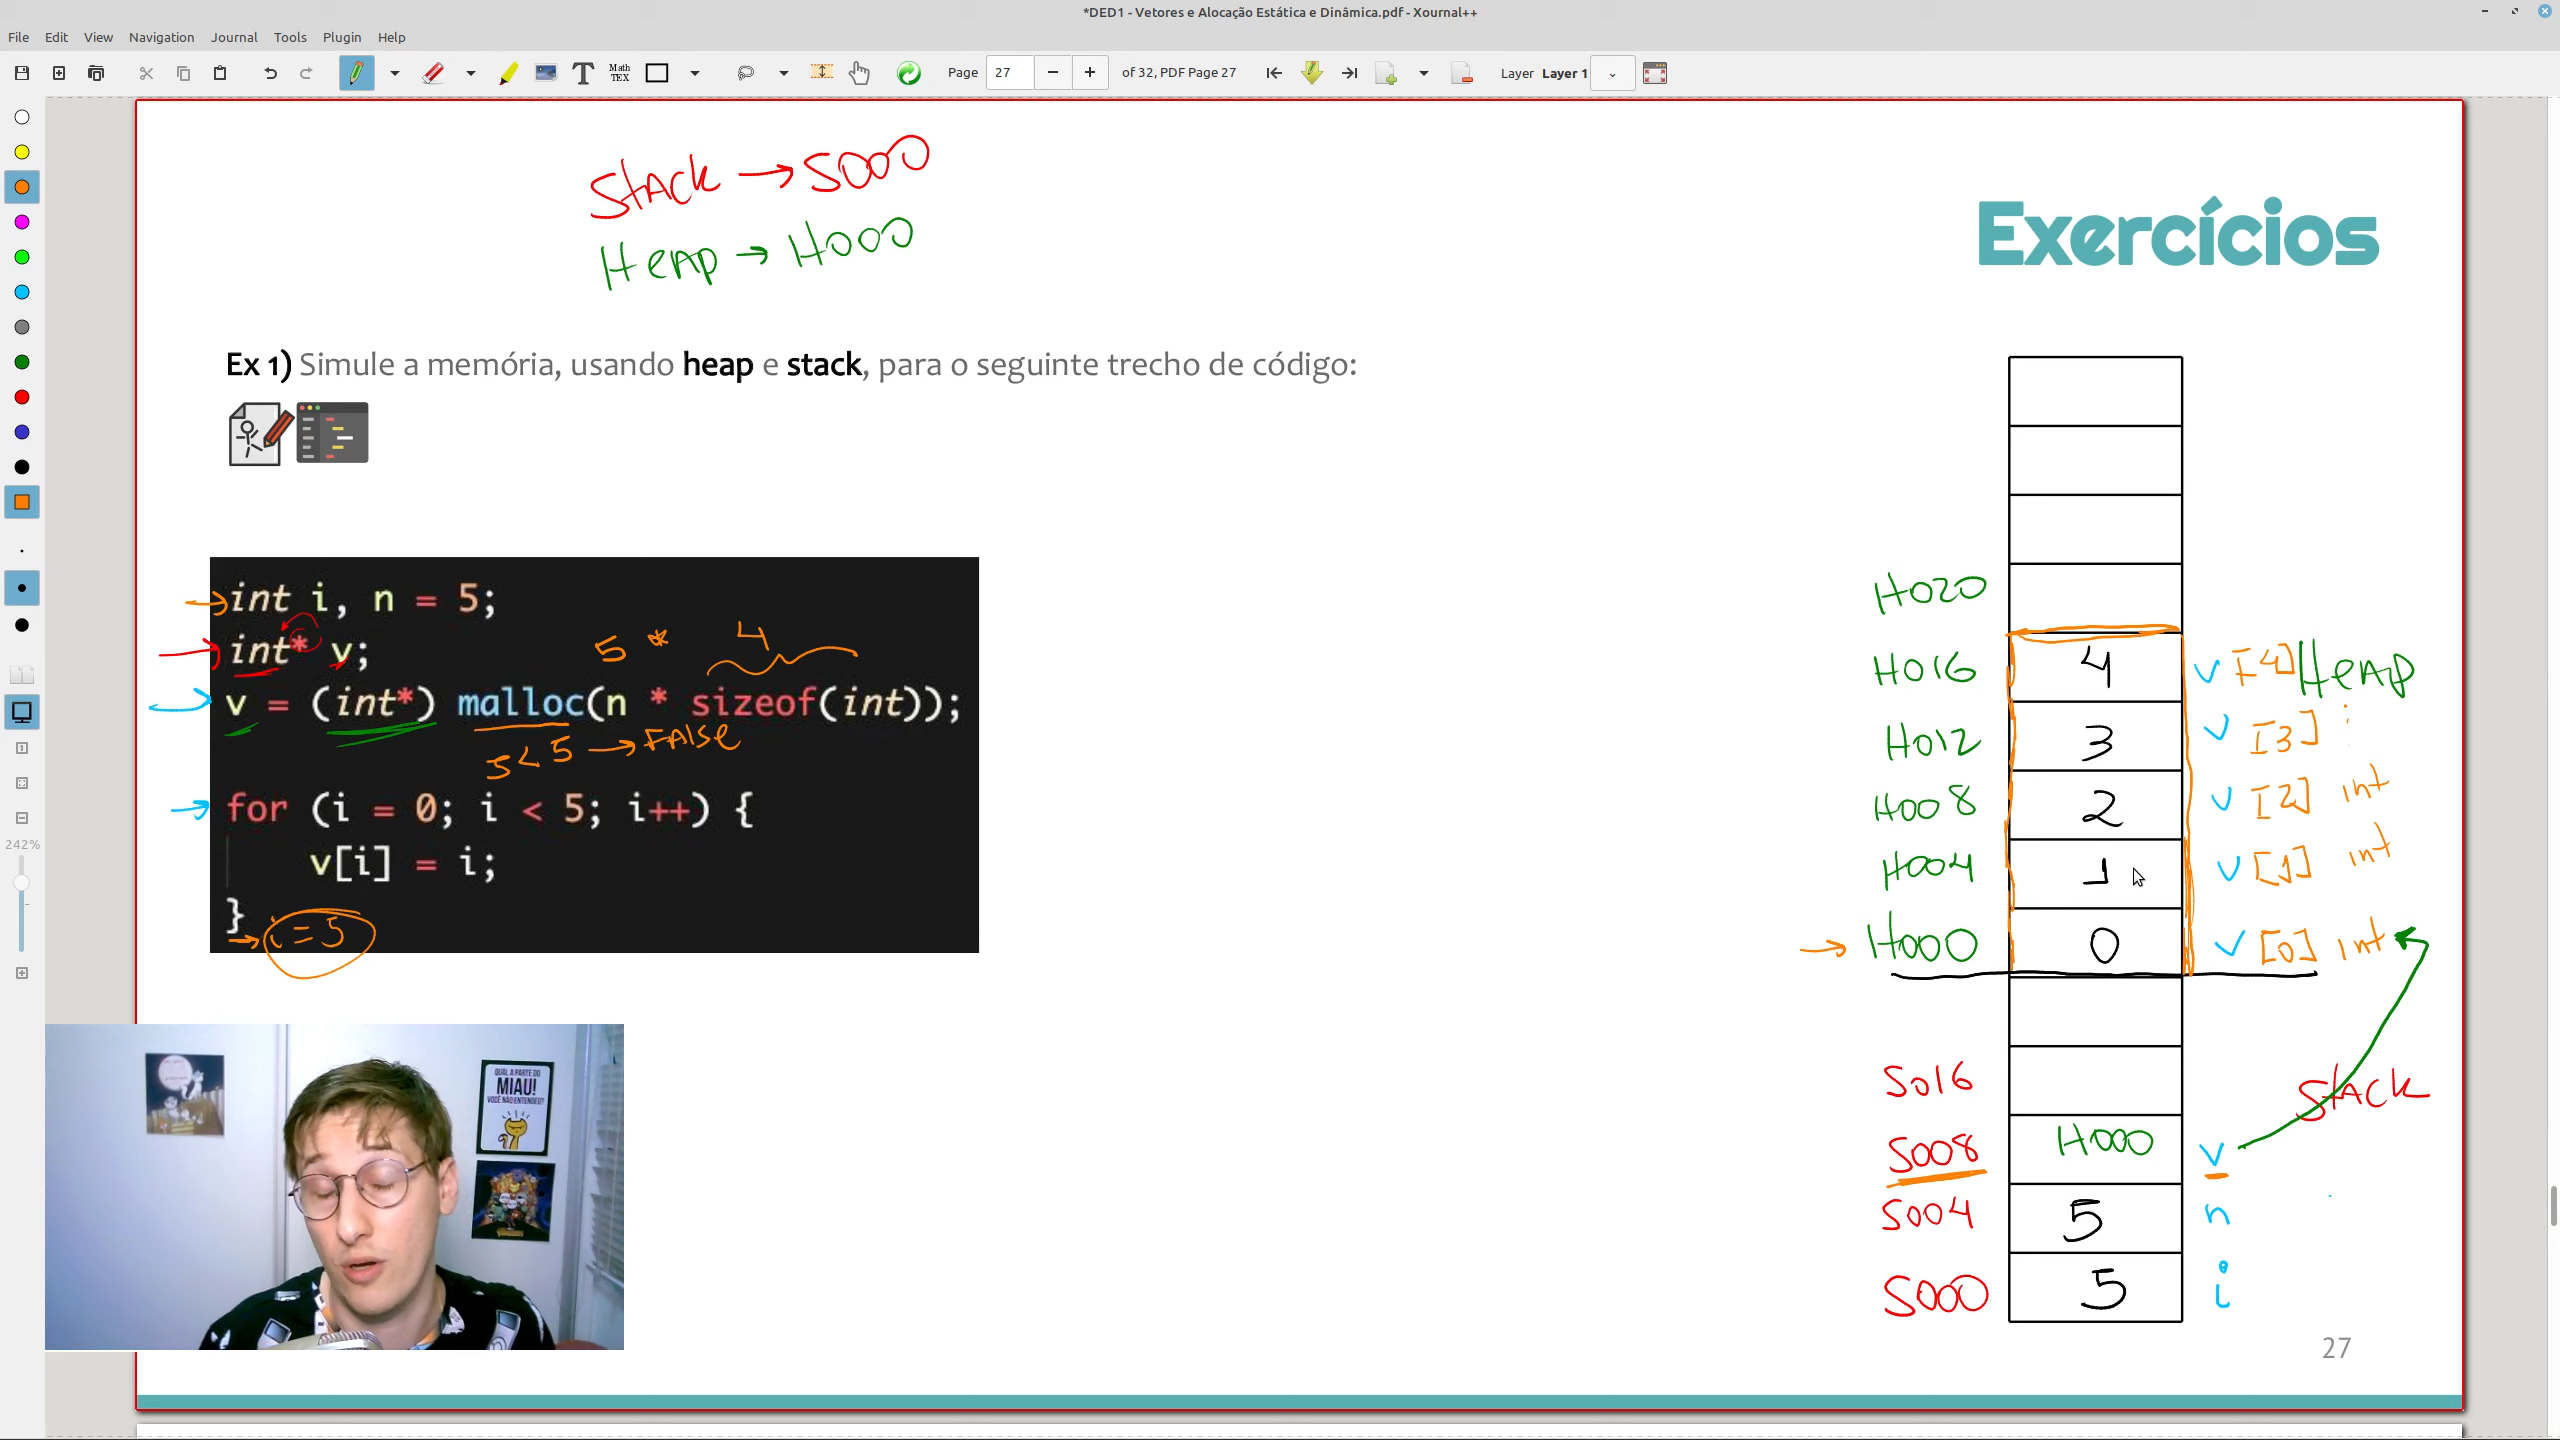 *DED1 - Vetores e Alocação Estática e Dinâmica.pdf - Xournal++
File Edit View Navigation Journal Tools Plugin Help
Math TEX
Page 27 of 32, PDF Page 27
Layer Layer 1
Stack → S000
Heap → H000
Exercícios
Ex 1) Simule a memória, usando heap e stack, para o seguinte trecho de código:
int i, n = 5;
5 * 4
int* v;
v = (int*) malloc(n * sizeof(int));
5 < 5 → False
for (i = 0; i < 5; i++) {
v[i] = i;
}
→ i = 5
H020
H016 4 v [4] Heap
H012 3 v [3] i
H008 2 v [2] int
H004 1 v [1] int
→ H000 0 v [0] int
S016
Stack
S008 H000 v
S004 5 n
S000 5 i
242%
QUAL A PARTE DO
MIAU!
VOCÊ NÃO ENTENDEU?
27